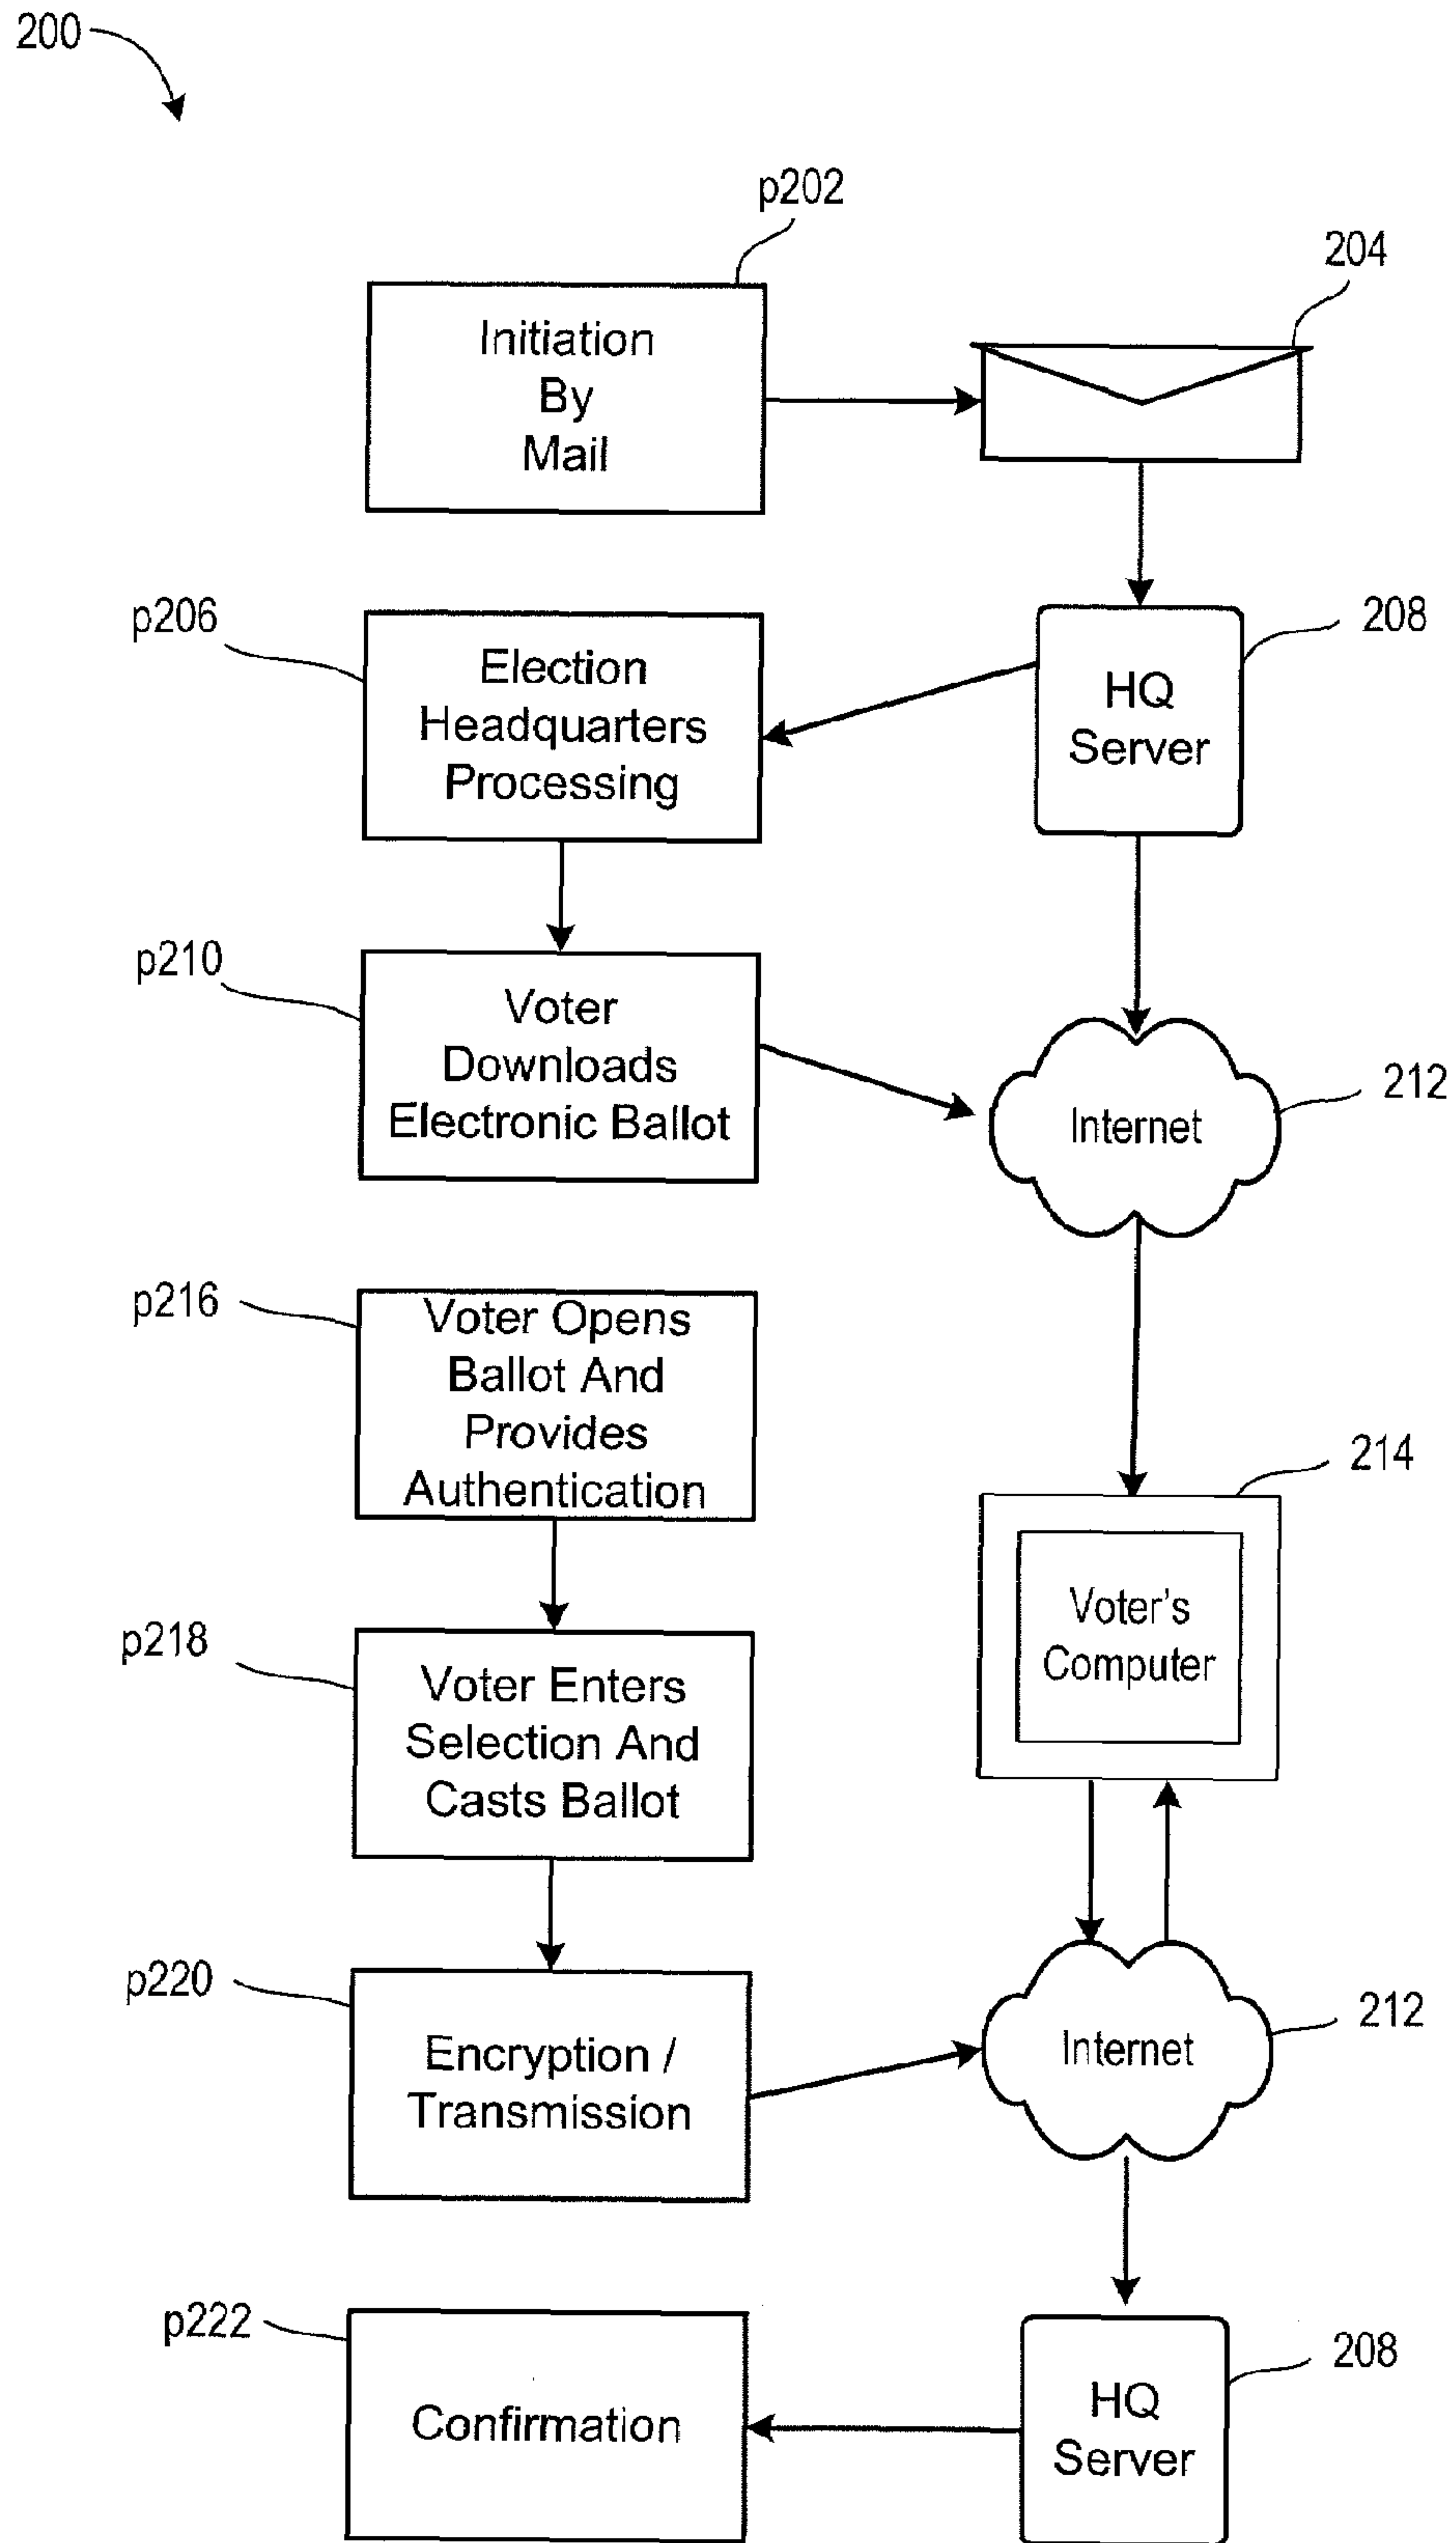 200
p202
204
Initiation
By
Mail
p206
208
Election
Headquarters
Processing
HQ
Server
p210
212
Voter
Downloads
Electronic Ballot
Internet
p216
Voter Opens
Ballot And
Provides
Authentication
214
Voter's
Computer
p218
Voter Enters
Selection And
Casts Ballot
p220
212
Encryption /
Transmission
Internet
p222
208
Confirmation
HQ
Server